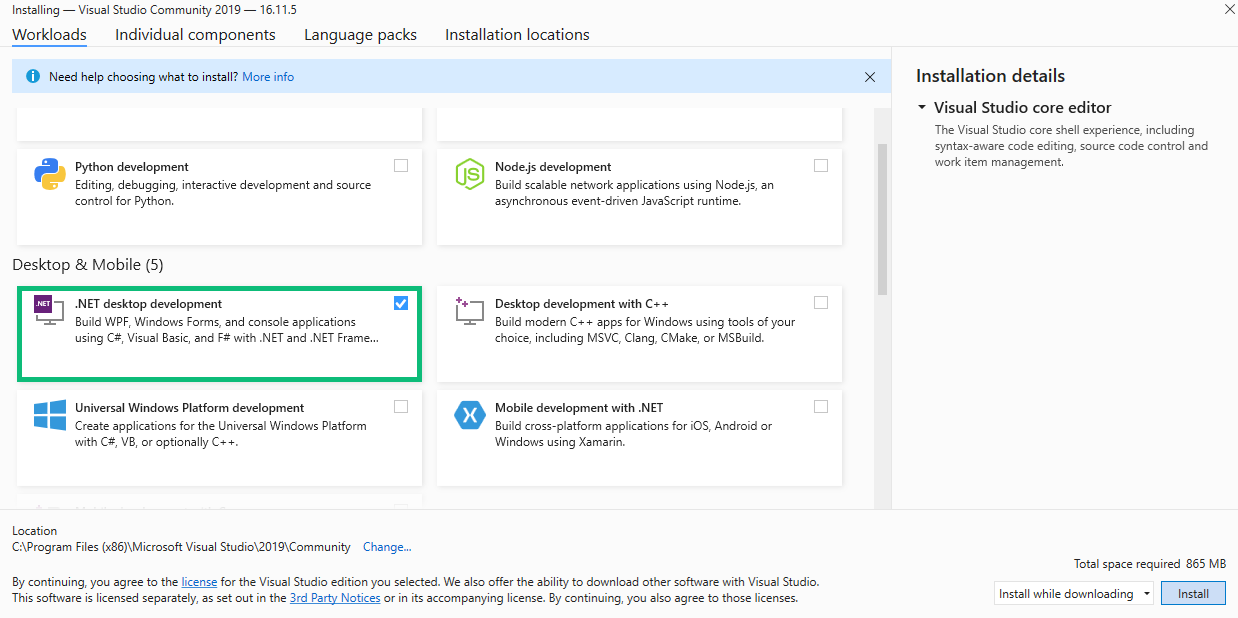 Installing — Visual Studio Community 2019 — 16.11.5
Workloads
Individual components
Language packs
Installation locations
Need help choosing what to install? More info
Python development
Editing, debugging, interactive development and source
control for Python.
Node.js development
Build scalable network applications using Node.js, an
asynchronous event-driven JavaScript runtime.
Desktop & Mobile (5)
.NET
.NET desktop development
Build WPF, Windows Forms, and console applications
using C#, Visual Basic, and F# with .NET and .NET Frame...
Desktop development with C++
Build modern C++ apps for Windows using tools of your
choice, including MSVC, Clang, CMake, or MSBuild.
Universal Windows Platform development
Create applications for the Universal Windows Platform
with C#, VB, or optionally C++.
Mobile development with .NET
Build cross-platform applications for iOS, Android or
Windows using Xamarin.
Installation details
Visual Studio core editor
The Visual Studio core shell experience, including
syntax-aware code editing, source code control and
work item management.
Location
C:\Program Files (x86)\Microsoft Visual Studio\2019\Community Change...
By continuing, you agree to the license for the Visual Studio edition you selected. We also offer the ability to download other software with Visual Studio.
This software is licensed separately, as set out in the 3rd Party Notices or in its accompanying license. By continuing, you also agree to those licenses.
Total space required 865 MB
Install while downloading
Install